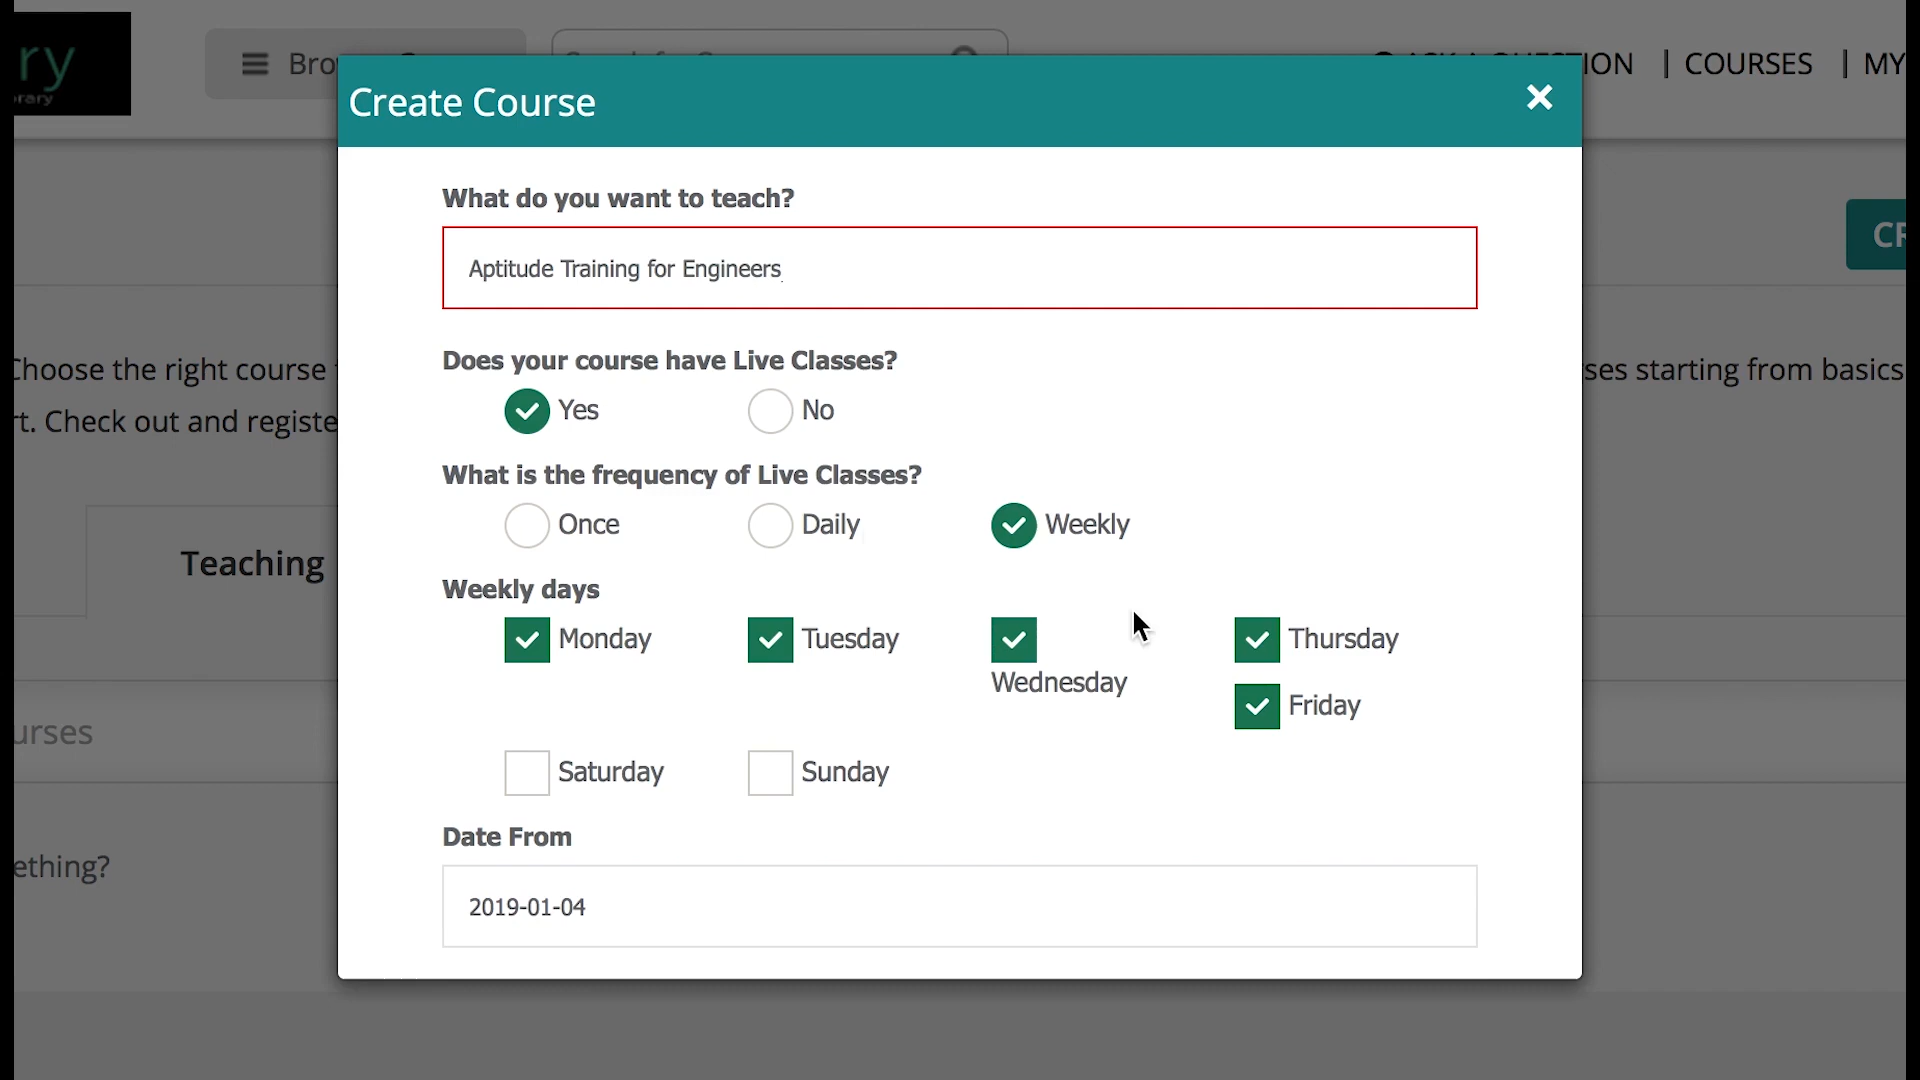 ry
rary
Create Course
ION | COURSES | MY
What do you want to teach?
Aptitude Training for Engineers
Does your course have Live Classes?
Choose the right course
ses starting from basics
Yes No
rt. Check out and registe
What is the frequency of Live Classes?
Once Daily Weekly
Teaching
Weekly days
Monday Tuesday Wednesday Thursday
Friday
urses
Saturday Sunday
Date From
ething?
2019-01-04